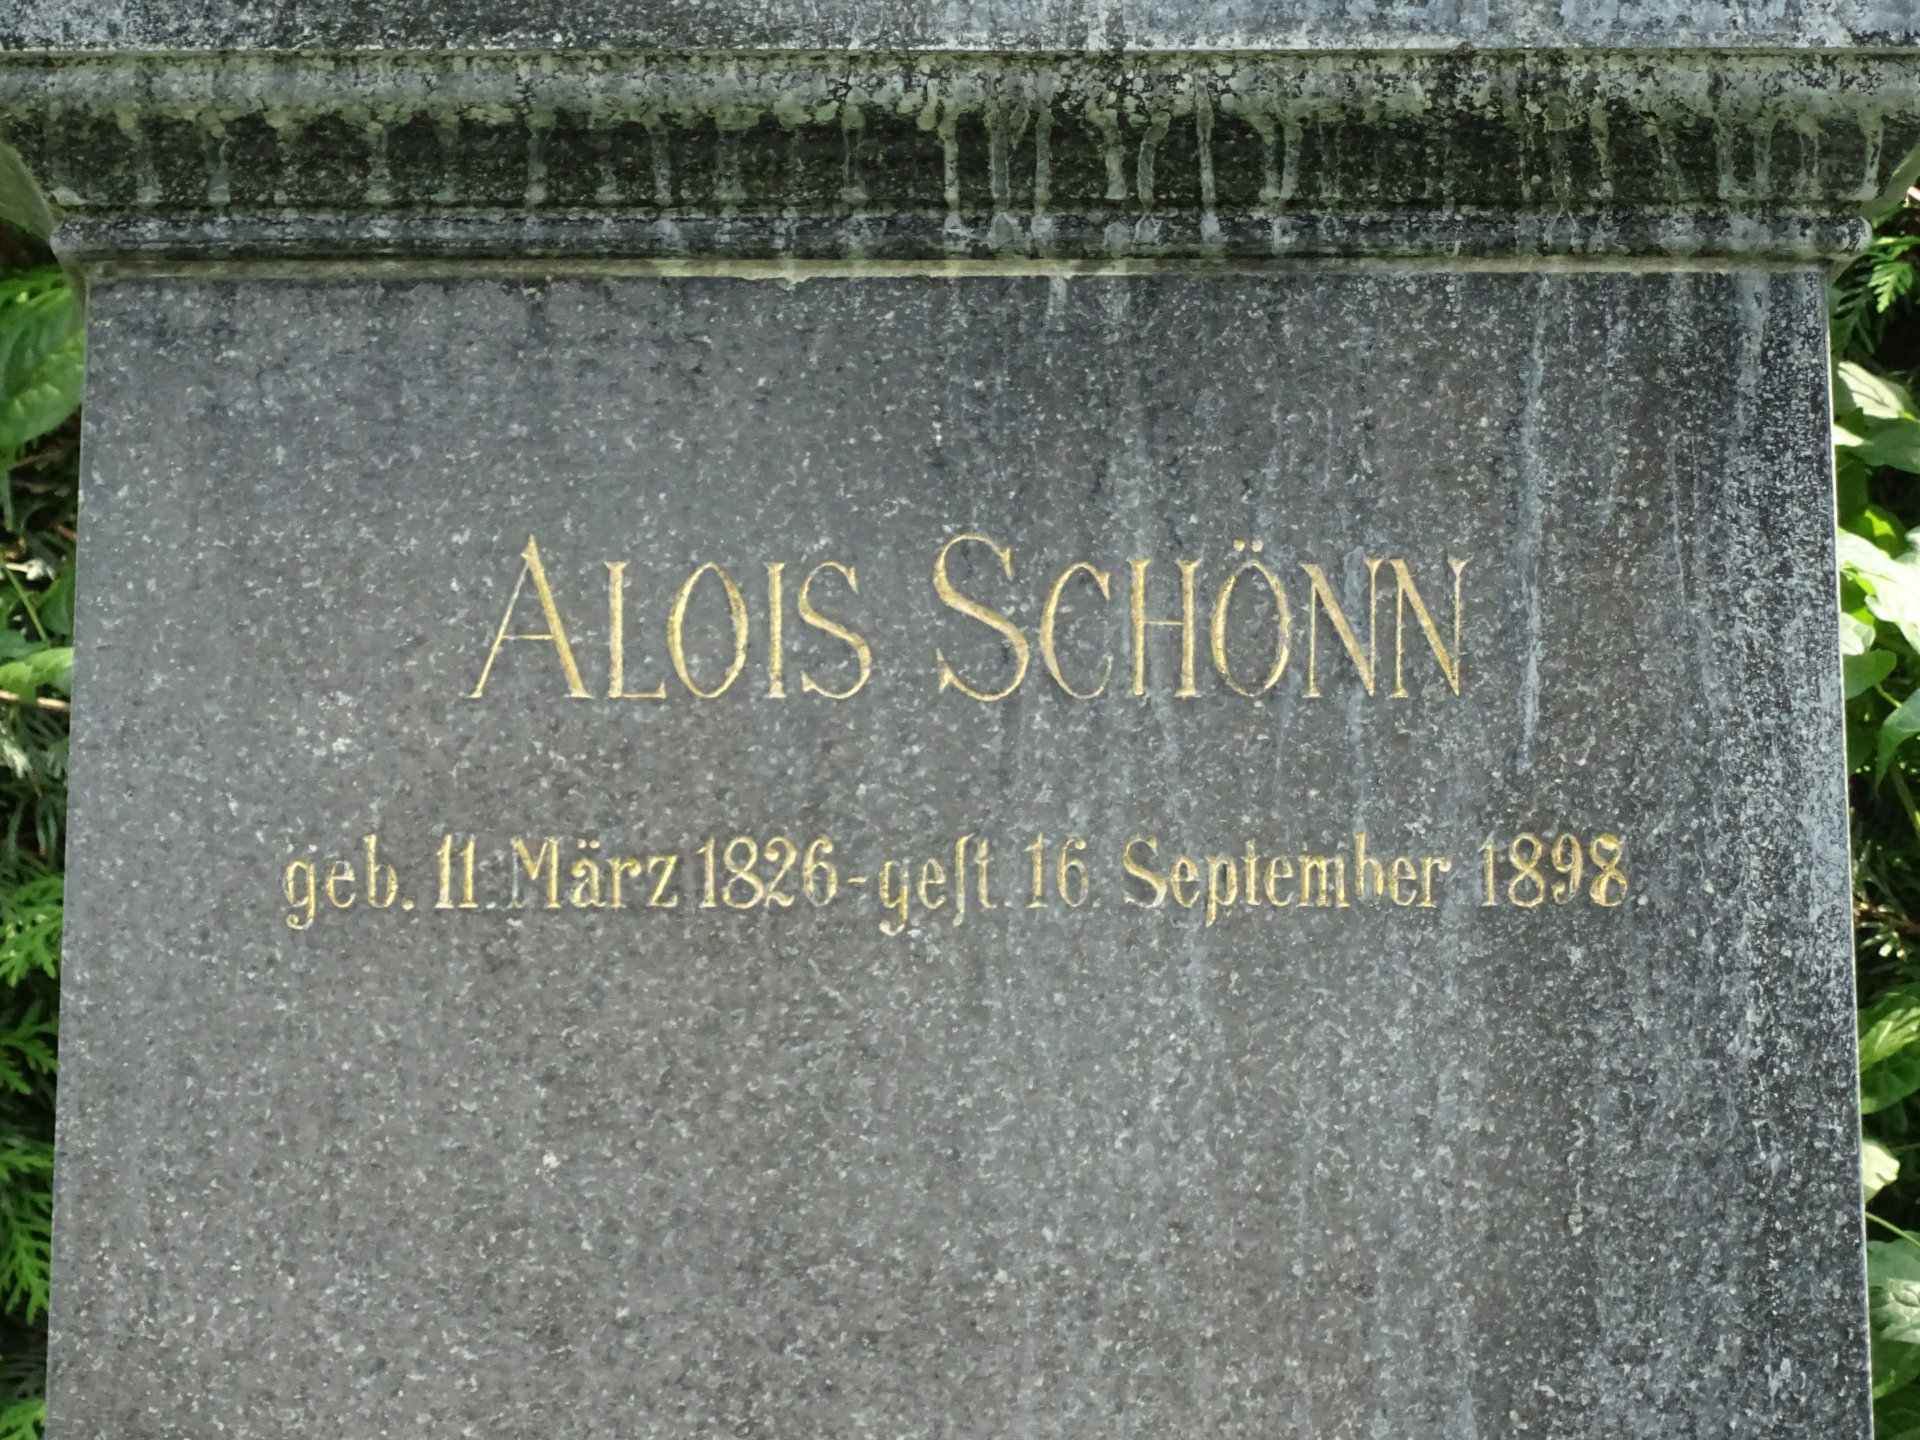 ALOIS SCHÖNN
geb. 11. März 1826 - geſt. 16. September 1898